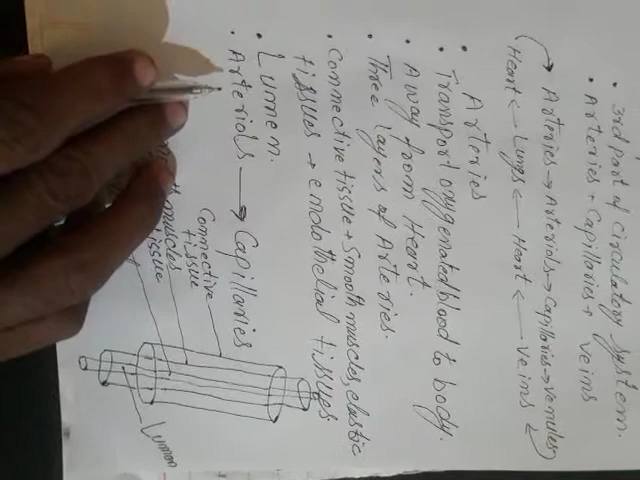 • 3rd part of circulatory system.
• Arteries + Capillaries + Veins
Arteries → Arteriols → Capillaries → venules
Heart ← Lungs ← Heart ← veins
• Arteries
• Transport oxygenated blood to body.
• Away from Heart.
• Three layers of Arteries.
• Connective tissue → Smooth muscles, elastic
tissues → endothelial tissues
• Lumen.
• Arteriols → Capillaries
Connective
tissue
muscles
tissue
Lumen